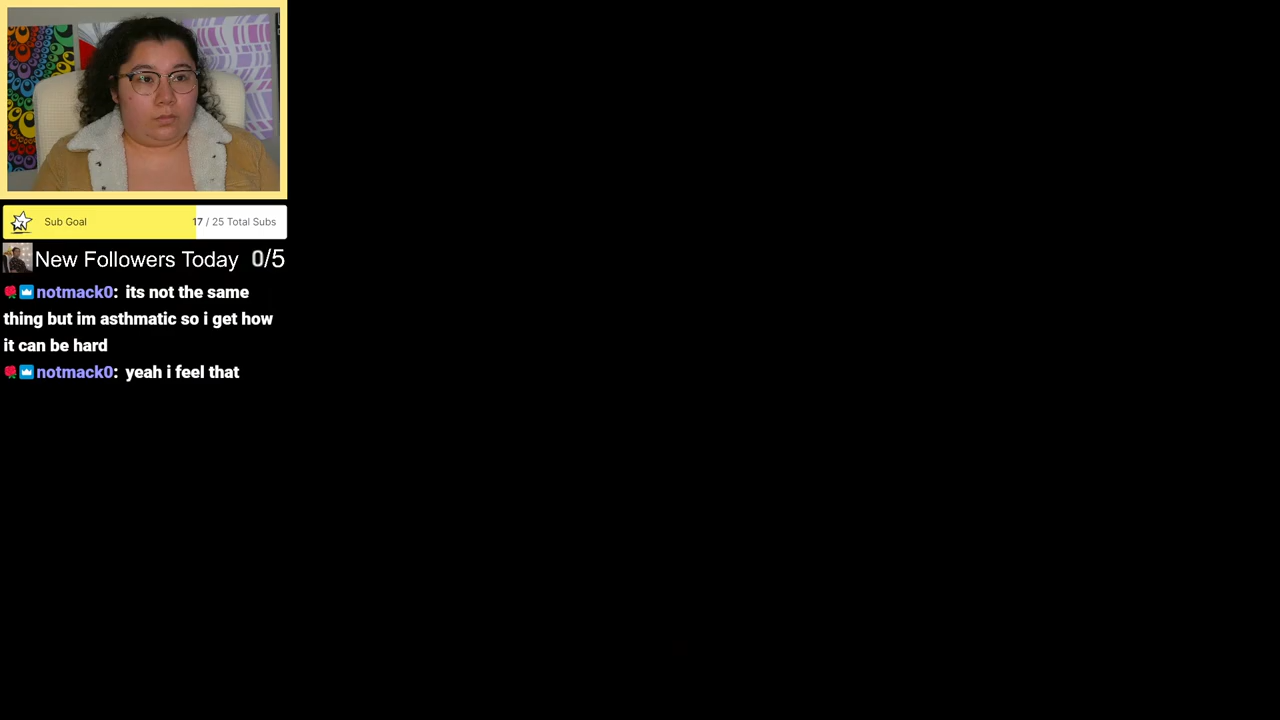 Sub Goal 17 / 25 Total Subs
New Followers Today 0/5
notmack0: its not the same
thing but im asthmatic so i get how
it can be hard
notmack0: yeah i feel that